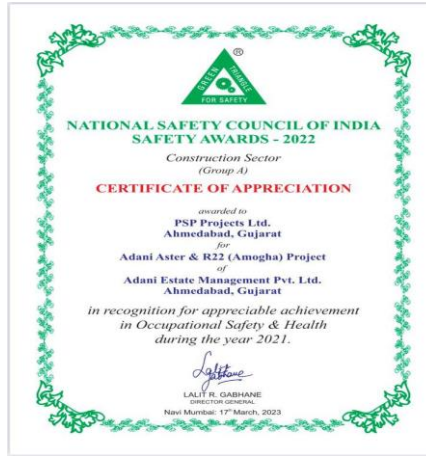 ®
GREEN TRIANGLE
FOR SAFETY
NATIONAL SAFETY COUNCIL OF INDIA
SAFETY AWARDS - 2022
Construction Sector
(Group A)
CERTIFICATE OF APPRECIATION
awarded to
PSP Projects Ltd.
Ahmedabad, Gujarat
for
Adani Aster & R22 (Amogha) Project
of
Adani Estate Management Pvt. Ltd.
Ahmedabad, Gujarat
in recognition for appreciable achievement
in Occupational Safety & Health
during the year 2021.
Lalit
Gabhane
LALIT R. GABHANE
DIRECTOR GENERAL
Navi Mumbai: 17th March, 2023